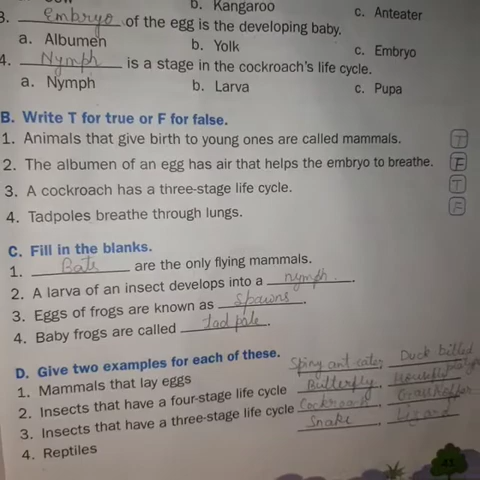 b. Kangaroo
c. Anteater
3. Embryo of the egg is the developing baby.
a. Albumen b. Yolk c. Embryo
4. Nymph is a stage in the cockroach's life cycle.
a. Nymph b. Larva c. Pupa
B. Write T for true or F for false.
1. Animals that give birth to young ones are called mammals. T
2. The albumen of an egg has air that helps the embryo to breathe. F
3. A cockroach has a three-stage life cycle. T
4. Tadpoles breathe through lungs. F
C. Fill in the blanks.
1. Bats are the only flying mammals.
2. A larva of an insect develops into a nymph.
3. Eggs of frogs are known as spawns.
4. Baby frogs are called tadpole.
D. Give two examples for each of these.
1. Mammals that lay eggs Spiny ant eater, Duck billed
2. Insects that have a four-stage life cycle Butterfly, Housefly
3. Insects that have a three-stage life cycle Cockroach,
4. Reptiles Snake, Lizard